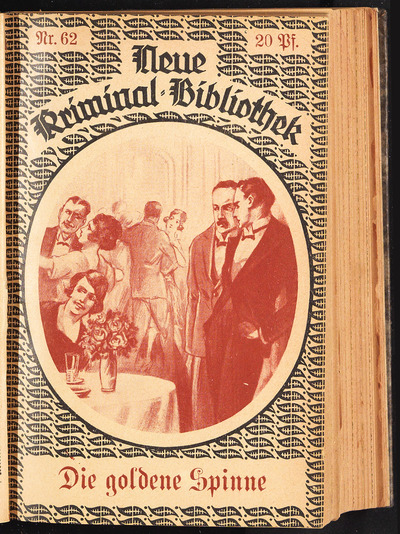 Nr. 62
20 Pf.
Neue
Kriminal-Bibliothek
Die goldene Spinne